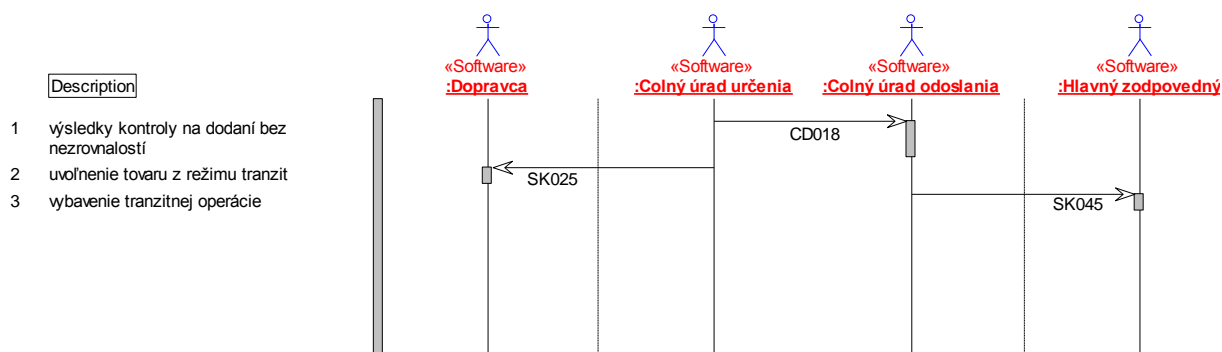 «Software»
:Dopravca
«Software»
:Colný úrad určenia
«Software»
:Colný úrad odoslania
«Software»
:Hlavný zodpovedný
Description
1 výsledky kontroly na dodaní bez
nezrovnalostí
2 uvoľnenie tovaru z režimu tranzit
3 vybavenie tranzitnej operácie
CD018
SK025
SK045